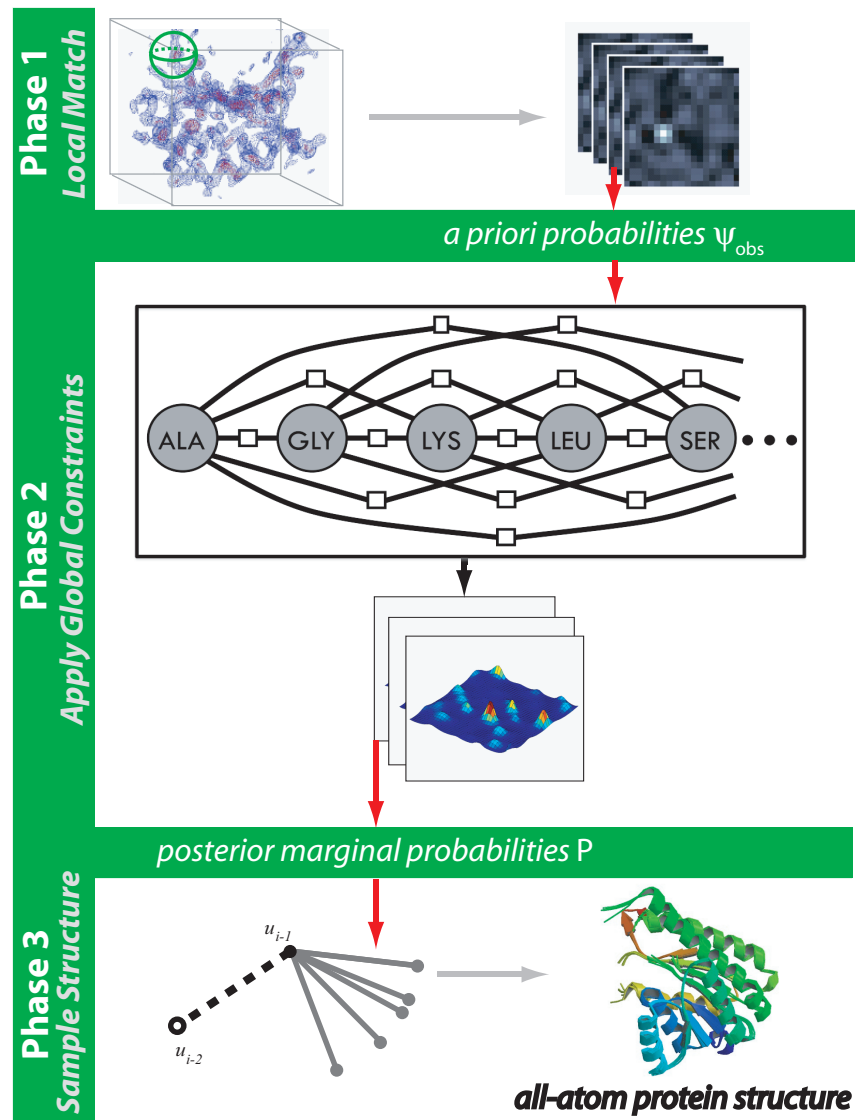 Phase 1
Local Match
a priori probabilities ψobs
Phase 2
Apply Global Constraints
ALA
GLY
LYS
LEU
SER
posterior marginal probabilities P
Phase 3
Sample Structure
ui-1
ui-2
all-atom protein structure